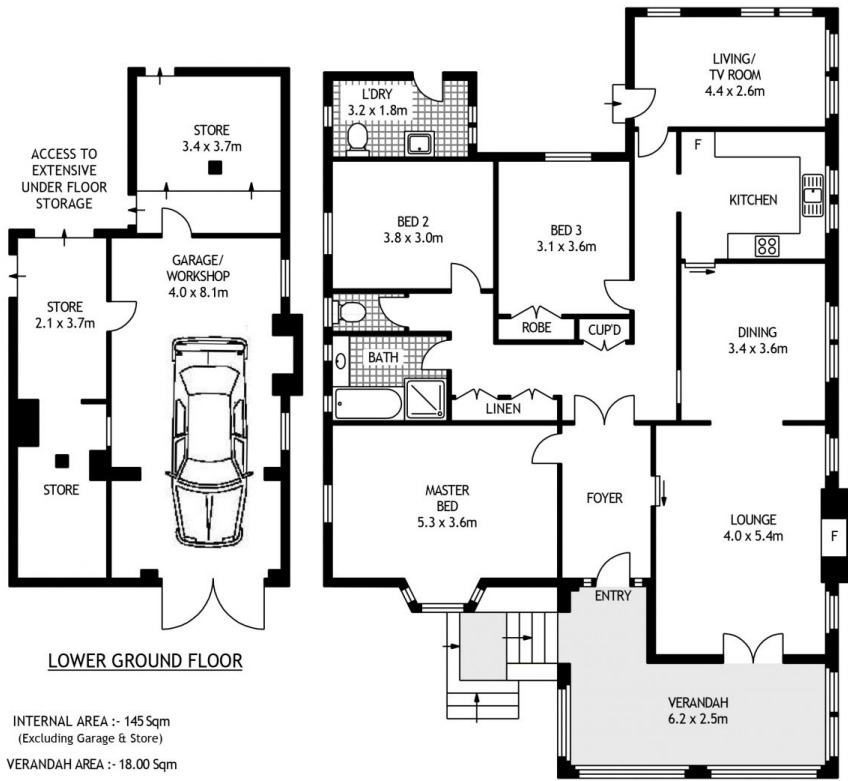 LIVING/
TV ROOM
4.4 x 2.6m
L'DRY
3.2 x 1.8m
STORE
3.4 x 3.7m
F
ACCESS TO
EXTENSIVE
UNDER FLOOR
STORAGE
KITCHEN
BED 2
3.8 x 3.0m
BED 3
3.1 x 3.6m
GARAGE/
WORKSHOP
4.0 x 8.1m
STORE
2.1 x 3.7m
ROBE
CUP'D
DINING
3.4 x 3.6m
BATH
LINEN
STORE
MASTER
BED
5.3 x 3.6m
FOYER
LOUNGE
4.0 x 5.4m
F
ENTRY
LOWER GROUND FLOOR
VERANDAH
6.2 x 2.5m
INTERNAL AREA :- 145 Sqm
(Excluding Garage & Store)
VERANDAH AREA :- 18.00 Sqm